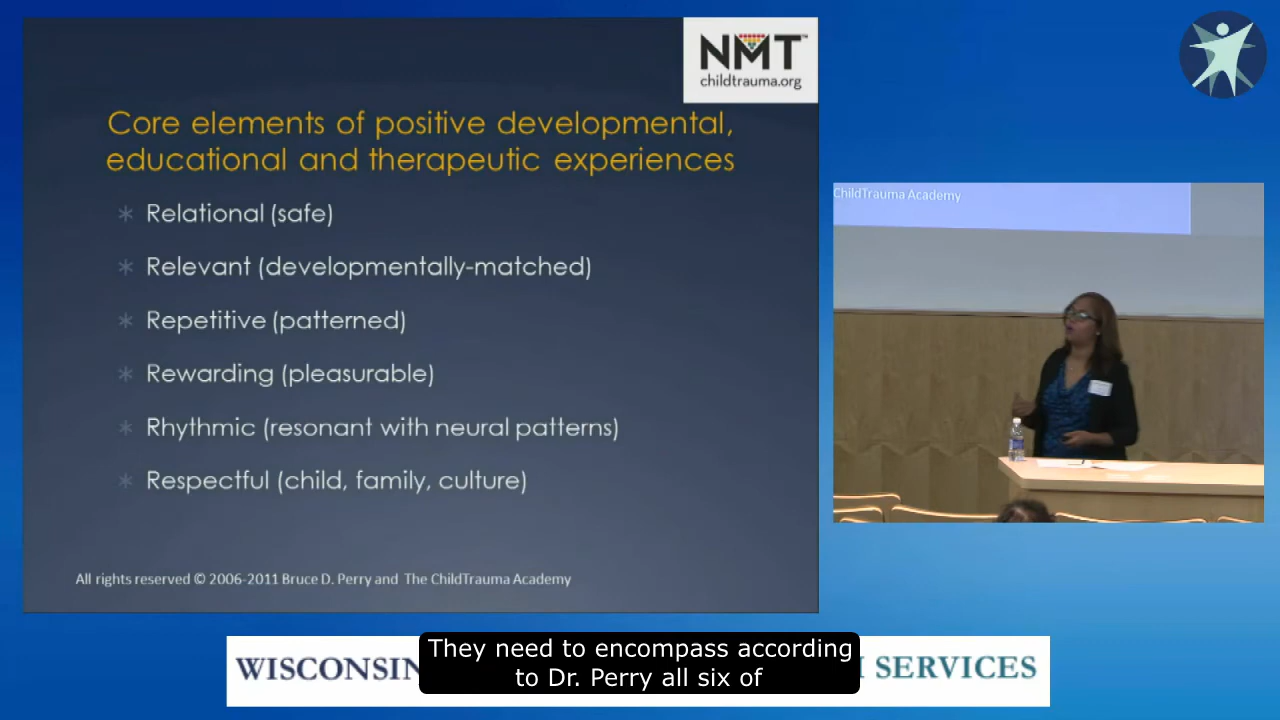 NMT™
childtrauma.org
Core elements of positive developmental,
educational and therapeutic experiences
Relational (safe)
Relevant (developmentally-matched)
Repetitive (patterned)
Rewarding (pleasurable)
Rhythmic (resonant with neural patterns)
Respectful (child, family, culture)
All rights reserved © 2006-2011 Bruce D. Perry and The ChildTrauma Academy
ChildTrauma Academy
WISCONSIN
SERVICES
They need to encompass according
to Dr. Perry all six of